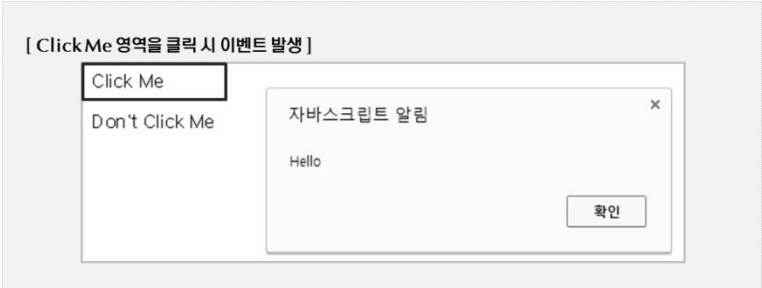 [ Click Me 영역을 클릭 시 이벤트 발생 ]
Click Me
Don't Click Me
자바스크립트 알림
×
Hello
확인